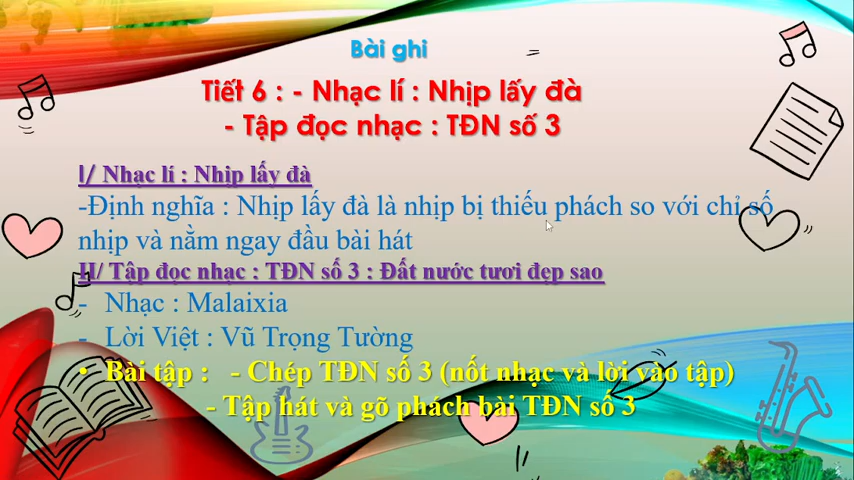 Bài ghi
Tiết 6 : - Nhạc lí : Nhịp lấy đà
- Tập đọc nhạc : TĐN số 3
I/ Nhạc lí : Nhịp lấy đà
-Định nghĩa : Nhịp lấy đà là nhịp bị thiếu phách so với chỉ số
nhịp và nằm ngay đầu bài hát
II/ Tập đọc nhạc : TĐN số 3 : Đất nước tươi đẹp sao
- Nhạc : Malaixia
- Lời Việt : Vũ Trọng Tường
• Bài tập : - Chép TĐN số 3 (nốt nhạc và lời vào tập)
- Tập hát và gõ phách bài TĐN số 3